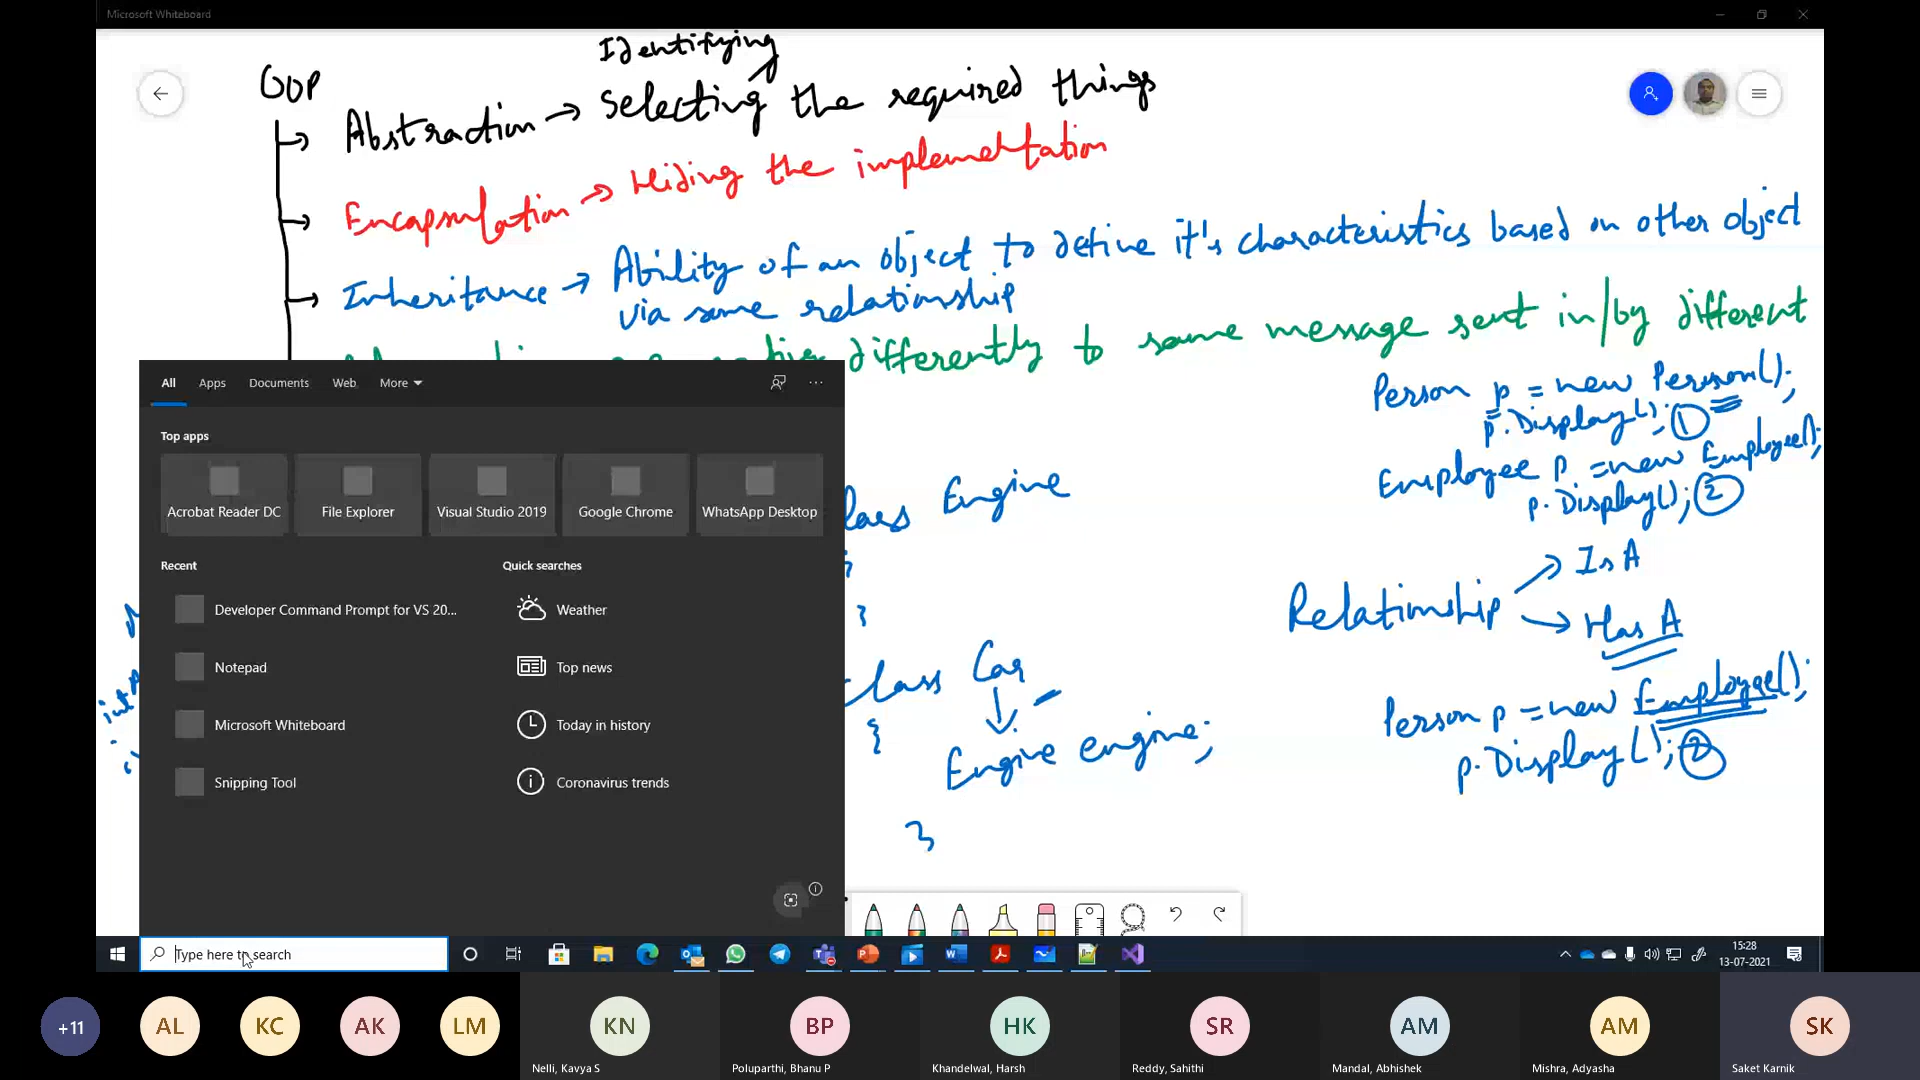 Microsoft Whiteboard
OOP
Identifying
Abstraction → Selecting the required things
Encapsulation → Hiding the implementation
Inheritance → Ability of an object to define it's characteristics based on other object
via some relationship
differently to same message sent in/by different
Person p = new Person();
p.Display(); 1
Employee p = new Employee();
p.Display(); 2
class Engine
}
Relationship → Is A
→ Has A
class Car
{
Engine engine;
}
Person p = new Employee();
p.Display(); 2
All Apps Documents Web More
Top apps
Acrobat Reader DC File Explorer Visual Studio 2019 Google Chrome WhatsApp Desktop
Recent
Quick searches
Developer Command Prompt for VS 20...
Weather
Notepad
Top news
Microsoft Whiteboard
Today in history
Snipping Tool
Coronavirus trends
Type here to search
15:28
13-07-2021
+11 AL KC AK LM KN BP HK SR AM AM SK
Nelli, Kavya S Poluparthi, Bhanu P Khandelwal, Harsh Reddy, Sahithi Mandal, Abhishek Mishra, Adyasha Saket Karnik